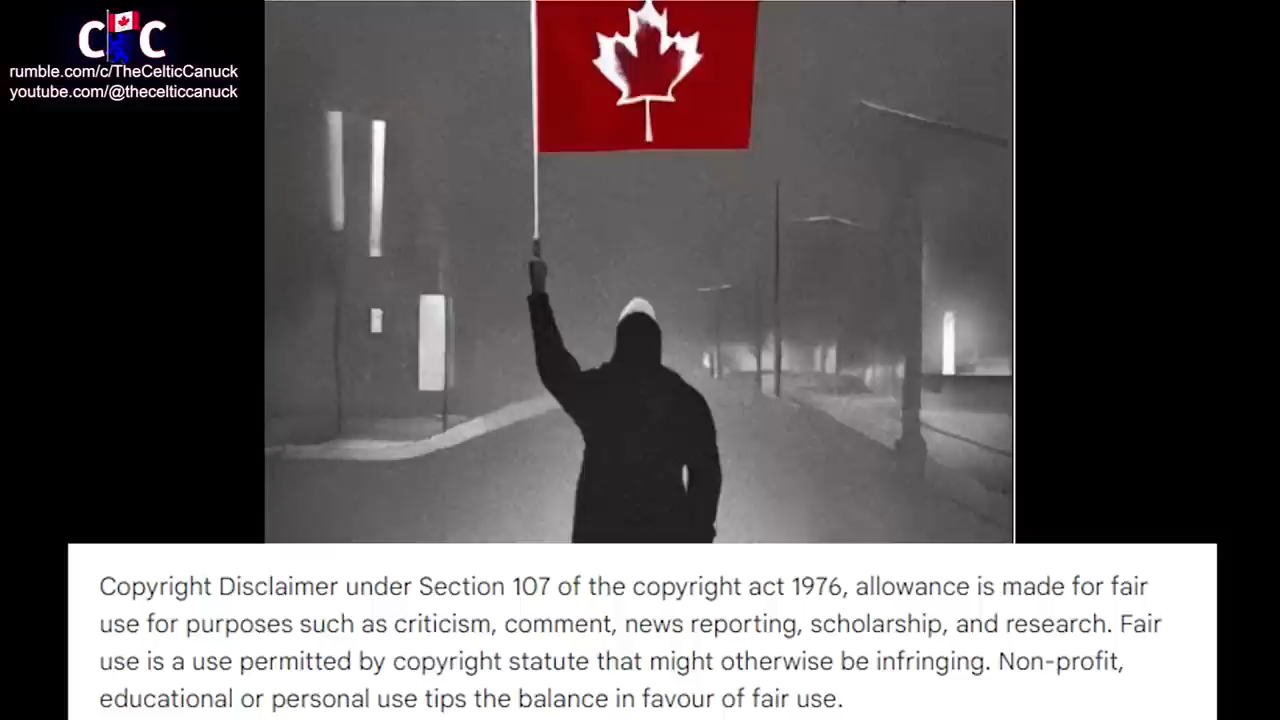 C C
rumble.com/c/TheCelticCanuck
youtube.com/@thecelticcanuck
Copyright Disclaimer under Section 107 of the copyright act 1976, allowance is made for fair
use for purposes such as criticism, comment, news reporting, scholarship, and research. Fair
use is a use permitted by copyright statute that might otherwise be infringing. Non-profit,
educational or personal use tips the balance in favour of fair use.